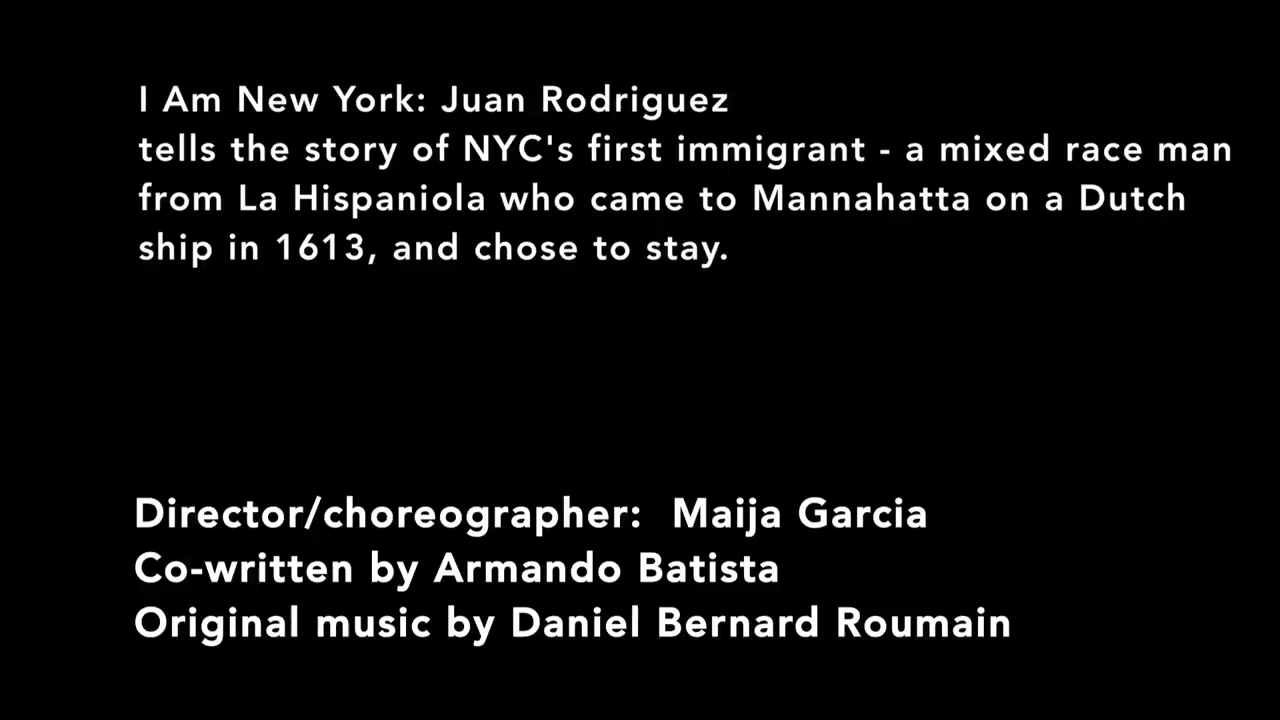 I Am New York: Juan Rodriguez
tells the story of NYC's first immigrant - a mixed race man
from La Hispaniola who came to Mannahatta on a Dutch
ship in 1613, and chose to stay.
Director/choreographer:  Maija Garcia
Co-written by Armando Batista
Original music by Daniel Bernard Roumain